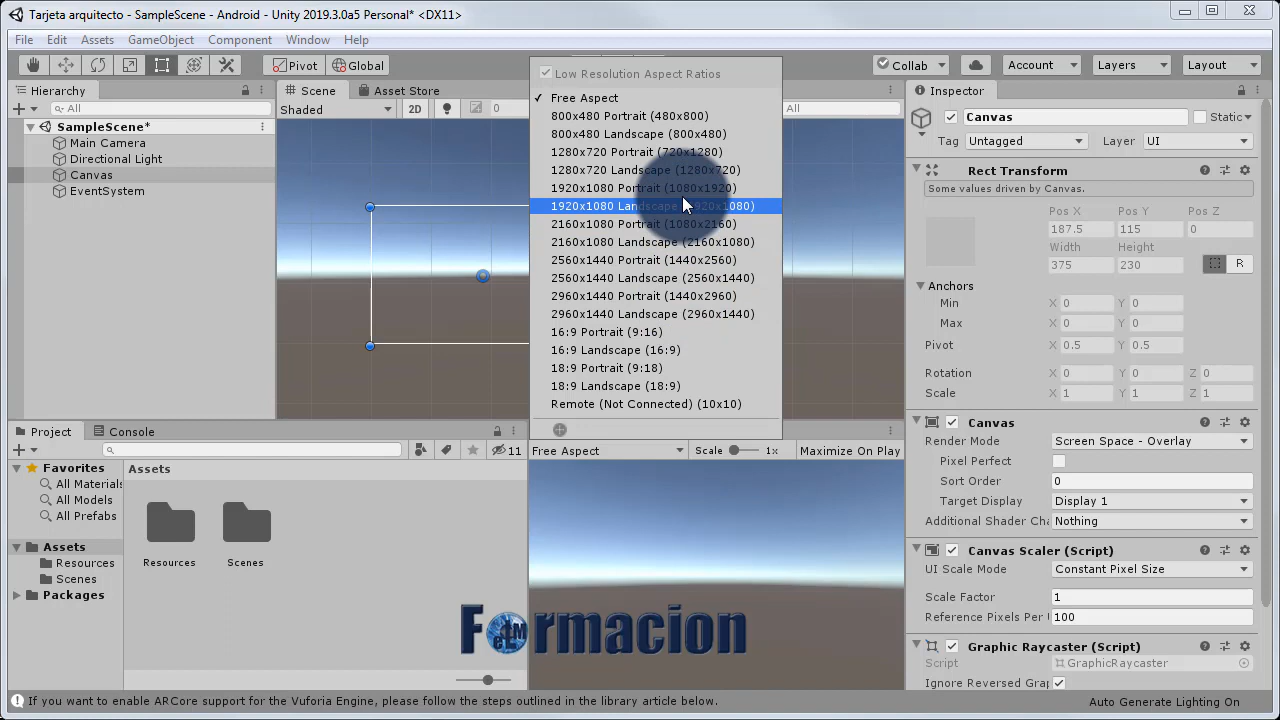 Tarjeta arquitecto - SampleScene - Android - Unity 2019.3.0a5 Personal* <DX11>
File Edit Assets GameObject Component Window Help
Pivot Global Collab Account Layers Layout
Hierarchy
All
SampleScene*
Main Camera
Directional Light
Canvas
EventSystem
Scene Asset Store
Shaded 2D 0 All
Low Resolution Aspect Ratios
Free Aspect
800x480 Portrait (480x800)
800x480 Landscape (800x480)
1280x720 Portrait (720x1280)
1280x720 Landscape (1280x720)
1920x1080 Portrait (1080x1920)
1920x1080 Landscape (1920x1080)
2160x1080 Portrait (1080x2160)
2160x1080 Landscape (2160x1080)
2560x1440 Portrait (1440x2560)
2560x1440 Landscape (2560x1440)
2960x1440 Portrait (1440x2960)
2960x1440 Landscape (2960x1440)
16:9 Portrait (9:16)
16:9 Landscape (16:9)
18:9 Portrait (9:18)
18:9 Landscape (18:9)
Remote (Not Connected) (10x10)
Free Aspect Scale 1x Maximize On Play
Inspector
Canvas Static
Tag Untagged Layer UI
Rect Transform
Some values driven by Canvas.
Pos X Pos Y Pos Z
187.5 115 0
Width Height
375 230 R
Anchors
Min X 0 Y 0
Max X 0 Y 0
Pivot X 0.5 Y 0.5
Rotation X 0 Y 0 Z 0
Scale X 1 Y 1 Z 1
Canvas
Render Mode Screen Space - Overlay
Pixel Perfect
Sort Order 0
Target Display Display 1
Additional Shader Cha Nothing
Canvas Scaler (Script)
UI Scale Mode Constant Pixel Size
Scale Factor 1
Reference Pixels Per U 100
Graphic Raycaster (Script)
Script GraphicRaycaster
Ignore Reversed Grap
Project Console
11
Favorites
All Materials
All Models
All Prefabs
Assets
Resources
Scenes
Packages
Assets
Resources Scenes
Formacion
ELM
If you want to enable ARCore support for the Vuforia Engine, please follow the steps outlined in the library article below.
Auto Generate Lighting On